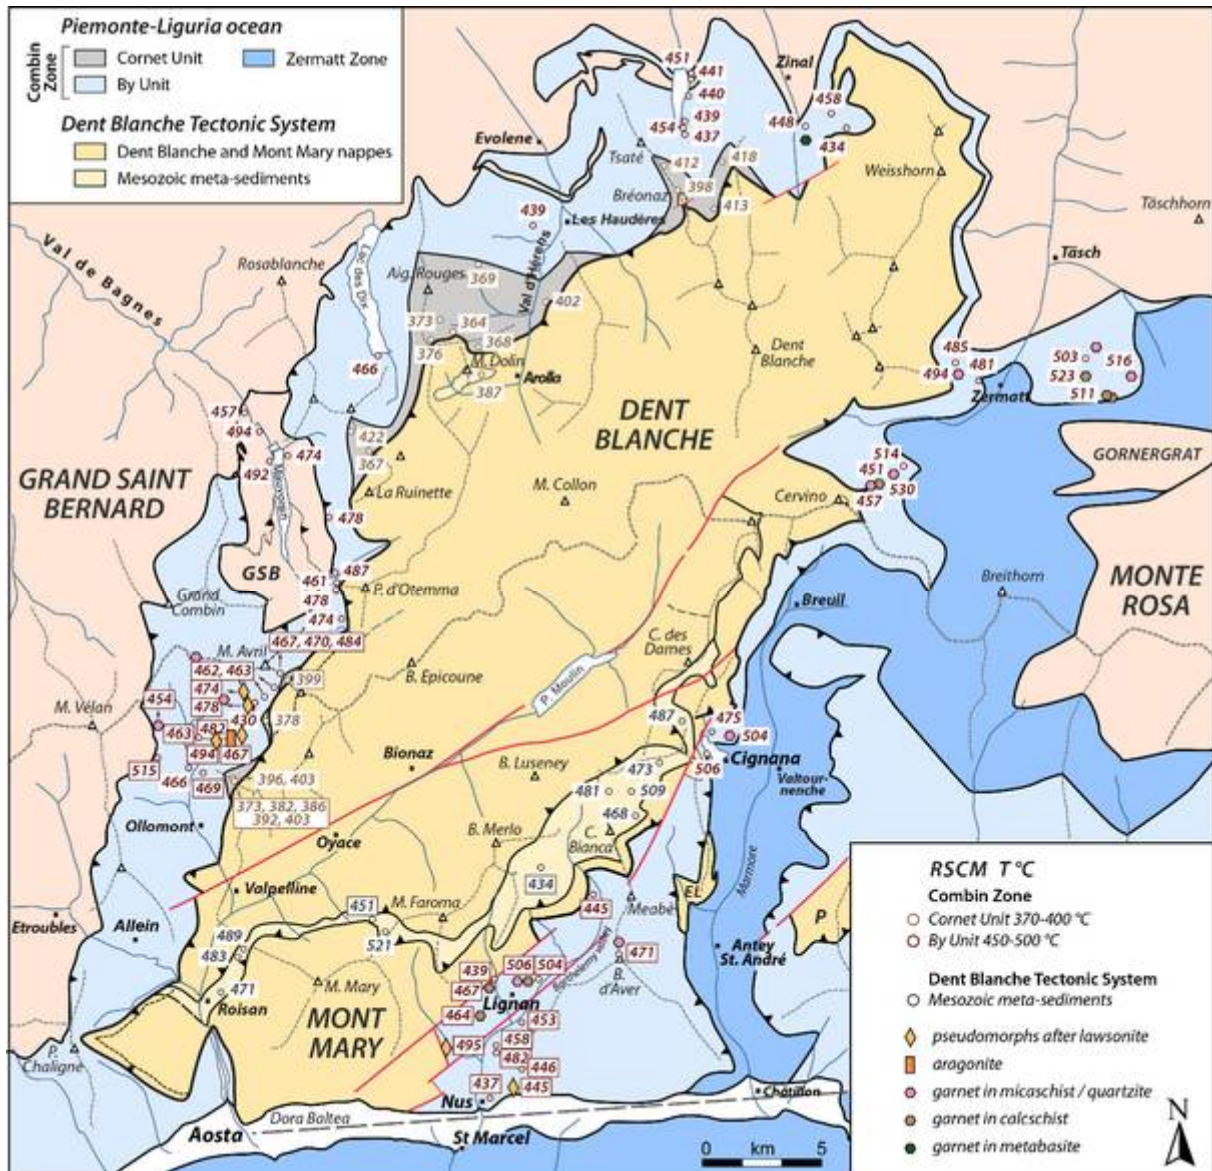 Piemonte-Liguria ocean
Combin
Zone
Cornet Unit
Zermatt Zone
By Unit
Dent Blanche Tectonic System
Dent Blanche and Mont Mary nappes
Mesozoic meta-sediments
451
441
440
439
454
437
Zinal
458
448
434
Evolene
Tsaté
412
418
Bréonaz
398
413
Weisshorn
Täschhorn
Täsch
439
Les Haudères
Val de Bagnes
Rosablanche
Lac des Dix
Aig. Rouges
369
Val d'Hérens
402
373
364
376
368
M. Dolin
Arolla
387
466
Dent
Blanche
485
481
494
Zermatt
503
516
523
511
457
494
474
492
Mauvoisin
422
367
DENT
BLANCHE
GRAND SAINT
BERNARD
La Ruinette
M. Collon
Cervino
514
451
530
457
GORNERGRAT
478
GSB
487
461
478
474
P. d'Otemma
Grand
Combin
Breithorn
MONTE
ROSA
Breuil
467, 470, 484
M. Avril
462, 463
399
474
478
454
430
378
M. Vélan
463
482
494
467
515
466
469
396, 403
373, 382, 386
392, 403
B. Epicoune
C. des
Dames
P. Moulin
Bionaz
487
475
504
506
Cignana
B. Luseney
473
481
509
468
Valtour-
nenche
Ollomont
Oyace
B. Merlo
C.
Bianca
434
Marmore
Valpelline
EL
P
Etroubles
Allein
451
M. Faroma
521
445
Meabè
489
483
471
Roisan
M. Mary
471
B.
d'Aver
Antey
St. André
439
506
504
467
Lignan
464
453
MONT
MARY
495
458
482
446
437
445
Nus
P.
Chaligne
Châtillon
Dora Baltea
Aosta
St Marcel
0 km 5
N
RSCM T °C
Combin Zone
Cornet Unit 370-400 °C
By Unit 450-500 °C
Dent Blanche Tectonic System
Mesozoic meta-sediments
pseudomorphs after lawsonite
aragonite
garnet in micaschist / quartzite
garnet in calcschist
garnet in metabasite